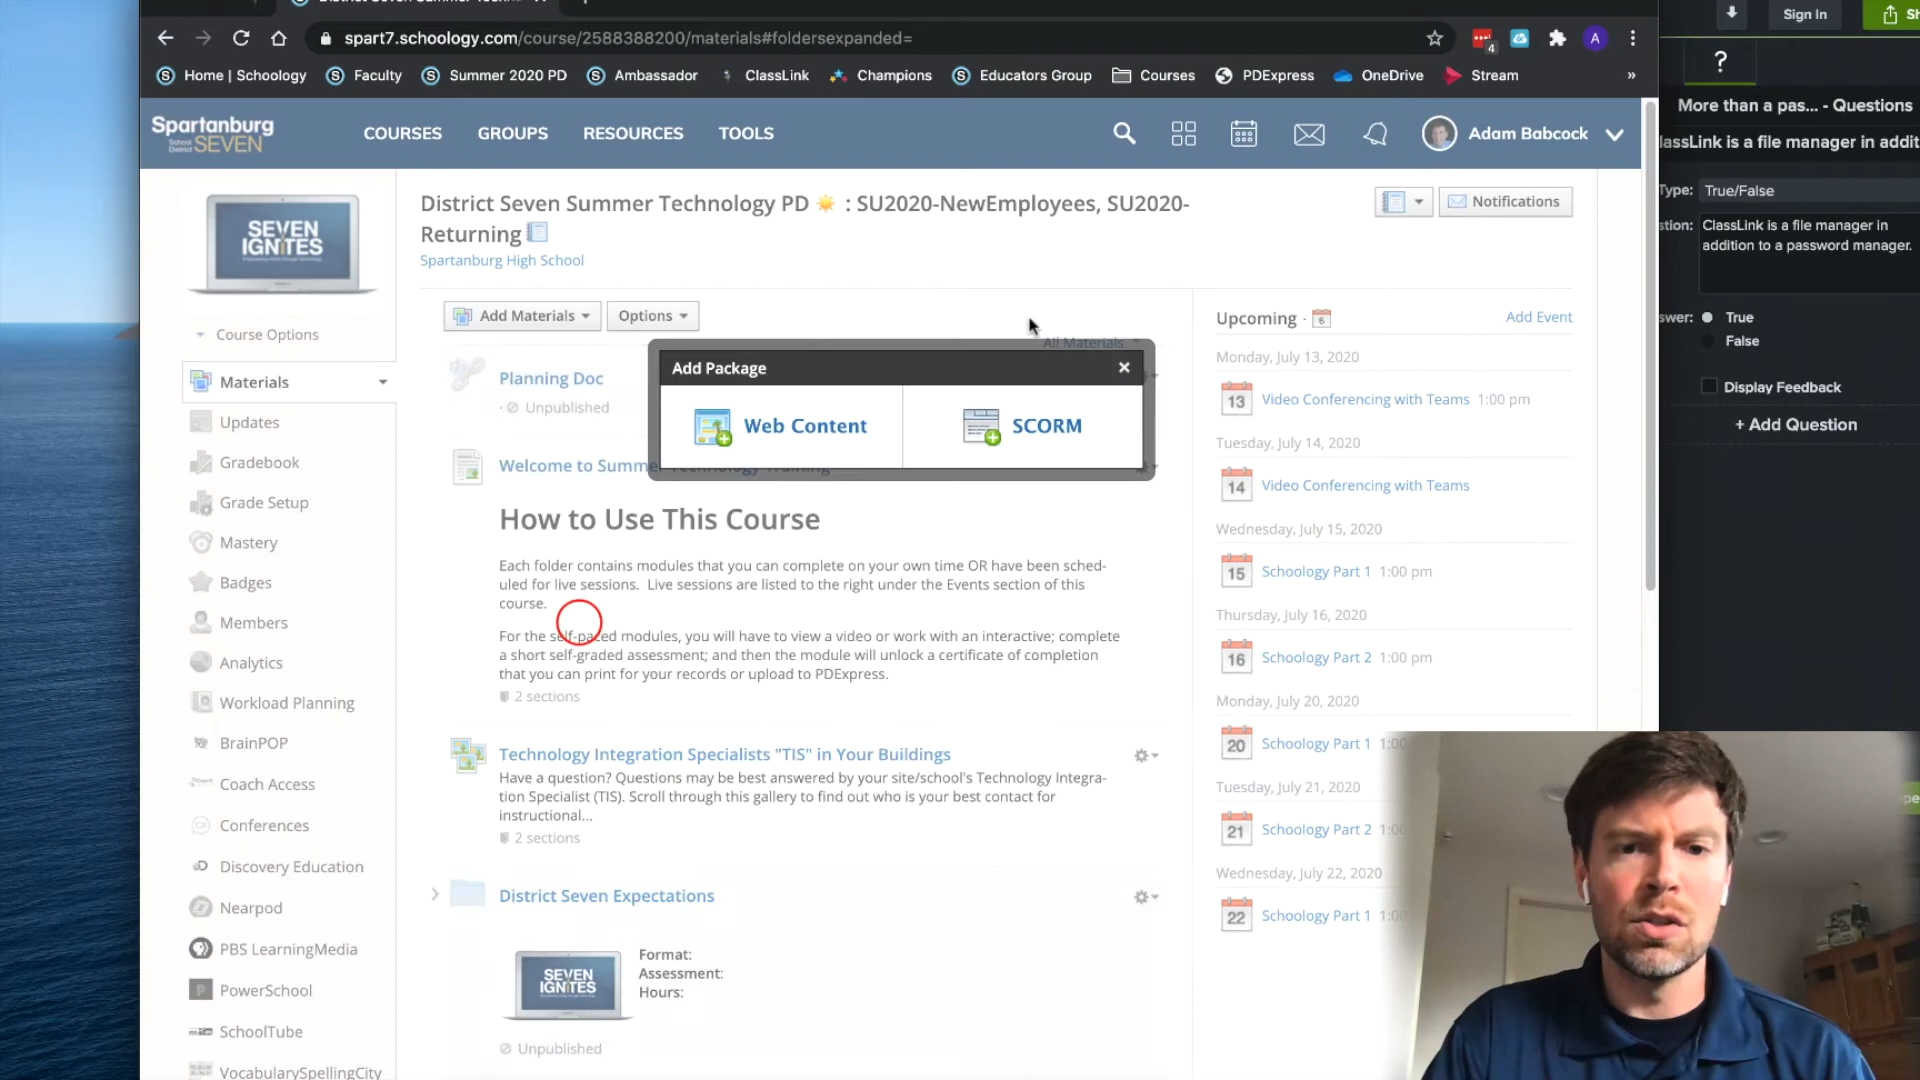 Sign In
spart7.schoology.com/course/2588388200/materials#foldersexpanded=
4
A
Home | Schoology
Faculty
Summer 2020 PD
Ambassador
ClassLink
Champions
Educators Group
Courses
PDExpress
OneDrive
Stream
»
?
Spartanburg
School District SEVEN
COURSES
GROUPS
RESOURCES
TOOLS
Adam Babcock
SEVEN
IGNITES
Course Options
Materials
Updates
Gradebook
Grade Setup
Mastery
Badges
Members
Analytics
Workload Planning
BrainPOP
Coach Access
Conferences
Discovery Education
Nearpod
PBS LearningMedia
P PowerSchool
SchoolTube
VocabularySpellingCity
District Seven Summer Technology PD ☀ : SU2020-NewEmployees, SU2020-
Returning
Spartanburg High School
Notifications
Add Materials
Options
All Materials
Planning Doc
· Unpublished
Add Package
×
Web Content
SCORM
Welcome to Summer Technology Training
How to Use This Course
Each folder contains modules that you can complete on your own time OR have been sched-
uled for live sessions. Live sessions are listed to the right under the Events section of this
course.
For the self-paced modules, you will have to view a video or work with an interactive; complete
a short self-graded assessment; and then the module will unlock a certificate of completion
that you can print for your records or upload to PDExpress.
2 sections
Technology Integration Specialists "TIS" in Your Buildings
Have a question? Questions may be best answered by your site/school's Technology Integra-
tion Specialist (TIS). Scroll through this gallery to find out who is your best contact for
instructional...
2 sections
District Seven Expectations
SEVEN
IGNITES
Format:
Assessment:
Hours:
Unpublished
Upcoming · 6
Add Event
Monday, July 13, 2020
13 Video Conferencing with Teams 1:00 pm
Tuesday, July 14, 2020
14 Video Conferencing with Teams
Wednesday, July 15, 2020
15 Schoology Part 1 1:00 pm
Thursday, July 16, 2020
16 Schoology Part 2 1:00 pm
Monday, July 20, 2020
20 Schoology Part 1 1:00
Tuesday, July 21, 2020
21 Schoology Part 2 1:00
Wednesday, July 22, 2020
22 Schoology Part 1 1:00
More than a pas... - Questions
lassLink is a file manager in addit
Type: True/False
stion: ClassLink is a file manager in
addition to a password manager.
swer: True
False
Display Feedback
+ Add Question